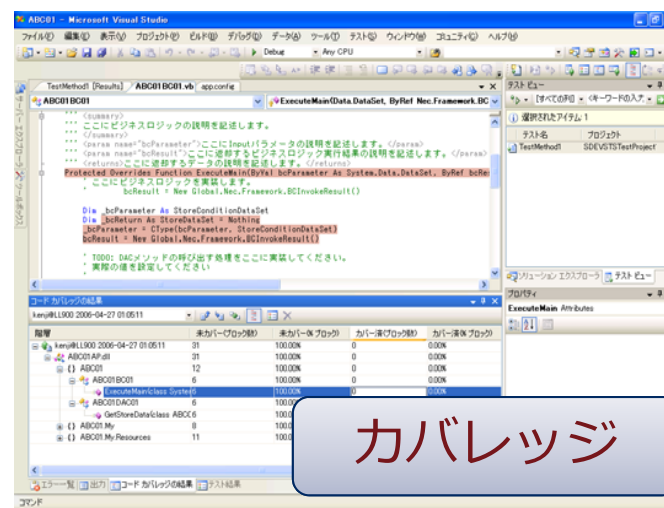 ABC01 - Microsoft Visual Studio
ファイル(F) 編集(E) 表示(V) プロジェクト(P) ビルド(B) デバッグ(D) データ(A) ツール(T) テスト(S) ウィンドウ(W) コミュニティ(C) ヘルプ(H)
Debug Any CPU
TestMethod1 [Results] ABC01BC01.vb app.config
ABC01BC01 ExecuteMain(Data.DataSet, ByRef Nec.Framework.BC
''' <summary>
''' ここにビジネスロジックの説明を記述します。
''' </summary>
''' <param name="bcParameter">ここにInputパラメータの説明を記述します。</param>
''' <param name="bcResult">ここに返却するビジネスロジック実行結果の説明を記述します。</param>
''' <returns>ここに返却するデータの説明を記述します。</returns>
Protected Overrides Function ExecuteMain(ByVal bcParameter As System.Data.DataSet, ByRef bcRes
' ここにビジネスロジックを実装します。
' bcResult = New Global.Nec.Framework.BCInvokeResult()
Dim _bcParameter As StoreConditionDataSet
Dim _bcReturn As StoreDataSet = Nothing
_bcParameter = CType(bcParameter, StoreConditionDataSet)
bcResult = New Global.Nec.Framework.BCInvokeResult()
' TODO: DACメソッドの呼び出す処理をここに実装してください。
' 実際の値を設定してください
テスト ビュー
[すべての列] <キーワードの入力
選択されたアイテム: 1
テスト名 プロジェクト
TestMethod1 SDEVSTSTestProject
ソリューション エクスプローラ テスト ビュー
プロパティ
ExecuteMain Attributes
サーバー エクスプローラ ツールボックス
コード カバレッジの結果
kenji@LL900 2006-04-27 01:05:11
階層 未カバー(ブロック数) 未カバー(% ブロック) カバー済(ブロック数) カバー済(% ブロック)
kenji@LL900 2006-04-27 01:05:11 31 100.00% 0 0.00%
ABC01AP.dll 31 100.00% 0 0.00%
{} ABC01 12 100.00% 0 0.00%
ABC01BC01 6 100.00% 0 0.00%
ExecuteMain(class System 6 100.00% 0 0.00%
ABC01DAC01 6
GetStoreData(class ABCC 6
{} ABC01.My 8
{} ABC01.My.Resources 11
カバレッジ
エラー一覧 出力 コード カバレッジの結果 テスト結果
コマンド